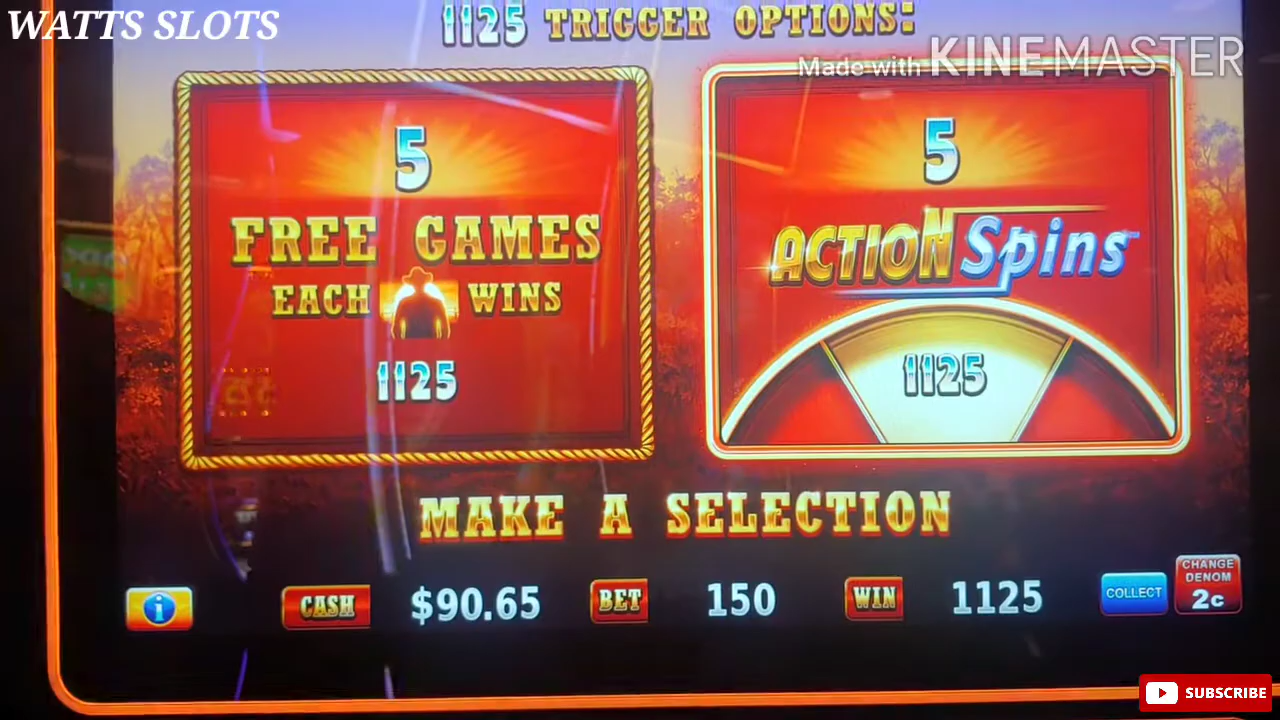 WATTS SLOTS
1125 TRIGGER OPTIONS:
Made with KINEMASTER
5
FREE GAMES
EACH WINS
1125
5
ACTION Spins
1125
MAKE A SELECTION
CASH $90.65 BET 150 WIN 1125 COLLECT
CHANGE
DENOM
2c
SUBSCRIBE